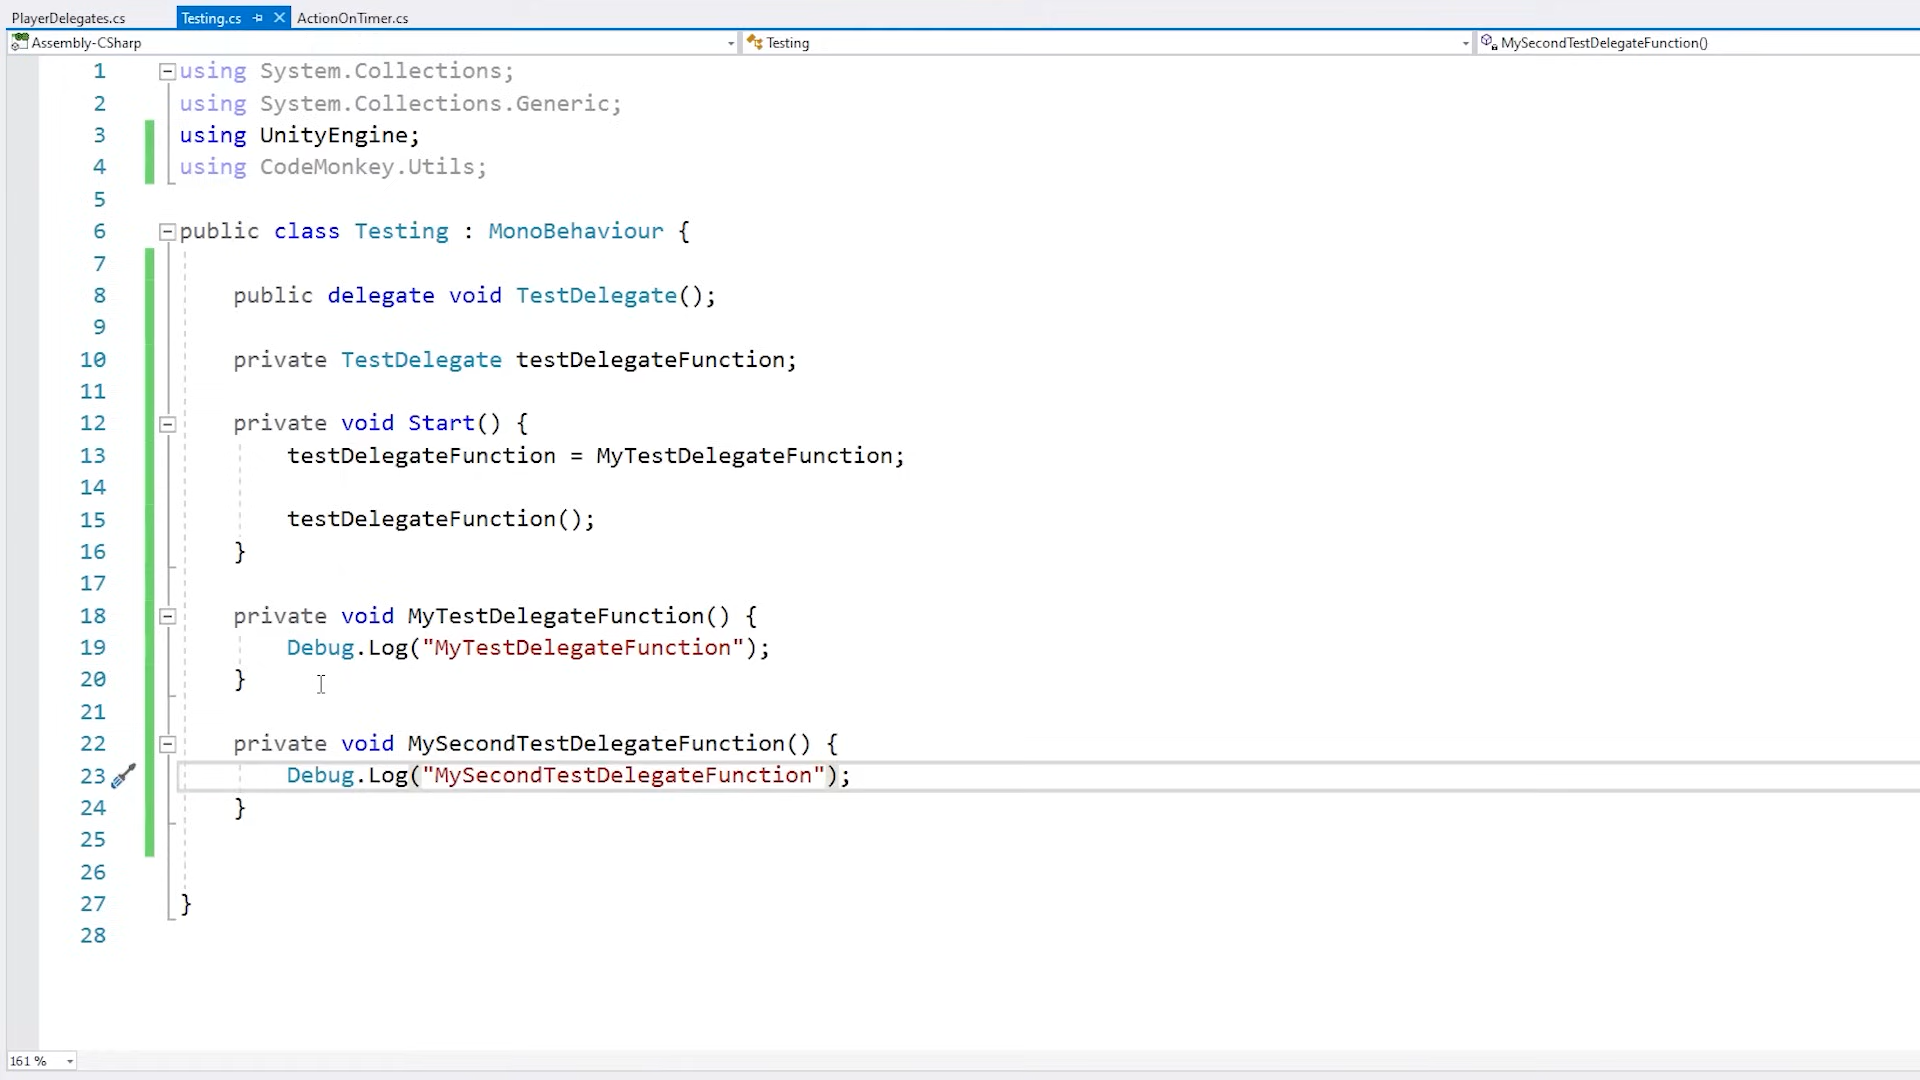 PlayerDelegates.cs Testing.cs ActionOnTimer.cs
Assembly-CSharp Testing MySecondTestDelegateFunction()
1 using System.Collections;
2 using System.Collections.Generic;
3 using UnityEngine;
4 using CodeMonkey.Utils;
5
6 public class Testing : MonoBehaviour {
7
8 public delegate void TestDelegate();
9
10 private TestDelegate testDelegateFunction;
11
12 private void Start() {
13 testDelegateFunction = MyTestDelegateFunction;
14
15 testDelegateFunction();
16 }
17
18 private void MyTestDelegateFunction() {
19 Debug.Log("MyTestDelegateFunction");
20 }
21
22 private void MySecondTestDelegateFunction() {
23 Debug.Log("MySecondTestDelegateFunction");
24 }
25
26
27 }
28
161 %